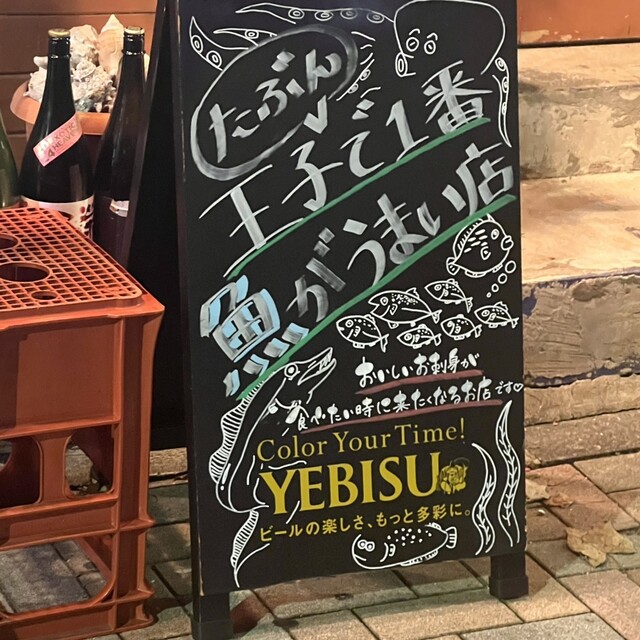 たぶん
王子で1番
魚がうまい店
おいしいお刺身が
食べたい時に来たくなるお店です♡
Color Your Time!
YEBISU
ビールの楽しさ、もっと多彩に。